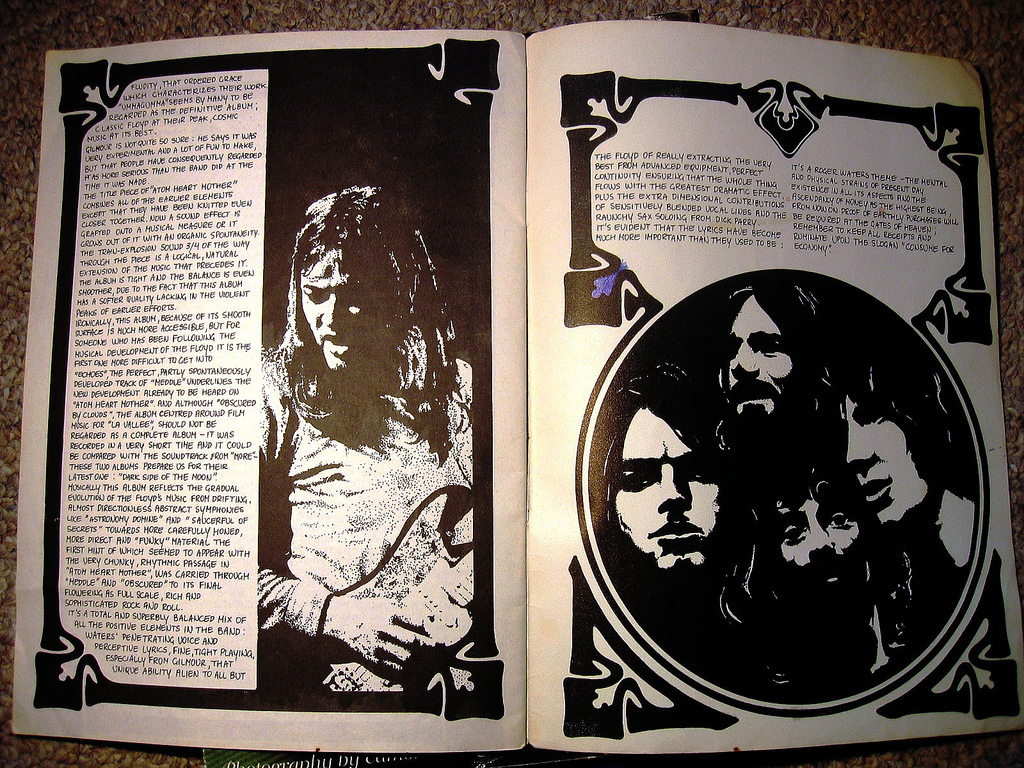 FLUDITY, THAT ORDERED GRACE
WHICH CHARACTERIZES THEIR WORK.
"UMMAGUMMA" SEEMS BY MANY TO BE
REGARDED AS THE DEFINITIVE ALBUM;
CLASSIC FLOYD AT THEIR PEAK, COSMIC
MUSIC AT ITS BEST.
GILMOUR IS NOT QUITE SO SURE: HE SAYS IT WAS
VERY EXPERIMENTAL AND A LOT OF FUN TO MAKE,
BUT THAT PEOPLE HAVE CONSEQUENTLY REGARDED
IT AS MORE SERIOUS THAN THE BAND DID AT THE
TIME IT WAS MADE.
THE TITLE PIECE OF "ATOM HEART MOTHER"
COMBINES ALL OF THE EARLIER ELEMENTS
EXCEPT THAT THEY HAVE BEEN KNITTED EVEN
CLOSER TOGETHER. NOW A SOUND EFFECT IS
GRAFTED ONTO A MUSICAL MEASURE OR IT
GROWS OUT OF IT WITH AN ORGANIC SPONTANEITY.
THE TRAIN-EXPLOSION SOUND 3/4 OF THE WAY
THROUGH THE PIECE IS A LOGICAL, NATURAL
EXTENSION OF THE MUSIC THAT PRECEDES IT.
THE ALBUM IS TIGHT AND THE BALANCE IS EVEN
SMOOTHER, DUE TO THE FACT THAT THIS ALBUM
HAS A SOFTER QUALITY LACKING IN THE VIOLENT
PEAKS OF EARLIER EFFORTS.
IRONICALLY, THIS ALBUM, BECAUSE OF ITS SMOOTH
SURFACE IS MUCH MORE ACCESSIBLE, BUT FOR
SOMEONE WHO HAS BEEN FOLLOWING THE
MUSICAL DEVELOPMENT OF THE FLOYD IT IS THE
FIRST ONE MORE DIFFICULT TO GET INTO
"ECHOES", THE PERFECT, PARTLY SPONTANEOUSLY
DEVELOPED TRACK OF "MEDDLE" UNDERLINES THE
NEW DEVELOPMENT ALREADY TO BE HEARD ON
"ATOM HEART MOTHER". AND ALTHOUGH "OBSCURED
BY CLOUDS", THE ALBUM CENTRED AROUND FILM
MUSIC FOR "LA VALLEE", SHOULD NOT BE
REGARDED AS A COMPLETE ALBUM - IT WAS
RECORDED IN A VERY SHORT TIME AND IT COULD
BE COMPARED WITH THE SOUNDTRACK FROM "MORE"-
THESE TWO ALBUMS PREPARE US FOR THEIR
LATEST ONE: "DARK SIDE OF THE MOON".
MUSICALLY THIS ALBUM REFLECTS THE GRADUAL
EVOLUTION OF THE FLOYD'S MUSIC FROM DRIFTING,
ALMOST DIRECTIONLESS ABSTRACT SYMPHONIES
LIKE "ASTRONOMY DOMINE" AND "SAUCERFUL OF
SECRETS" TOWARDS MORE CAREFULLY HONED,
MORE DIRECT AND "FUNKY" MATERIAL THE
FIRST HINT OF WHICH SEEMED TO APPEAR WITH
THE VERY CHUNKY, RHYTHMIC PASSAGE IN
"ATOM HEART MOTHER", WAS CARRIED THROUGH
"MEDDLE" AND "OBSCURED" TO ITS FINAL
FLOWERING AS FULL SCALE, RICH AND
SOPHISTICATED ROCK AND ROLL.
IT'S A TOTAL AND SUPERBLY BALANCED MIX OF
ALL THE POSITIVE ELEMENTS IN THE BAND:
WATERS' PENETRATING VOICE AND
PERCEPTIVE LYRICS, FINE, TIGHT PLAYING,
ESPECIALLY FROM GILMOUR, THAT
UNIQUE ABILITY ALIEN TO ALL BUT
THE FLOYD OF REALLY EXTRACTING THE VERY
BEST FROM ADVANCED EQUIPMENT, PERFECT
CONTINUITY ENSURING THAT THE WHOLE THING
FLOWS WITH THE GREATEST DRAMATIC EFFECT,
PLUS THE EXTRA DIMENSIONAL CONTRIBUTIONS
OF SENSITIVELY BLENDED VOCAL LINES AND THE
RAUNCHY SAX SOLOING FROM DICK PARRY.
IT'S EVIDENT THAT THE LYRICS HAVE BECOME
MUCH MORE IMPORTANT THAN THEY USED TO BE:
IT'S A ROGER WATERS THEME - THE MENTAL
AND PHYSICAL STRAINS OF PRESENT DAY
EXISTENCE IN ALL ITS ASPECTS AND THE
ASCENDANCY OF MONEY AS THE HIGHEST BEING,
FROM NOW ON PROOF OF EARTHLY PURCHASES WILL
BE REQUIRED AT THE GATES OF HEAVEN;
REMEMBER TO KEEP ALL RECEIPTS AND
RUMINATE UPON THE SLOGAN "CONSUME FOR
ECONOMY".
Photography by